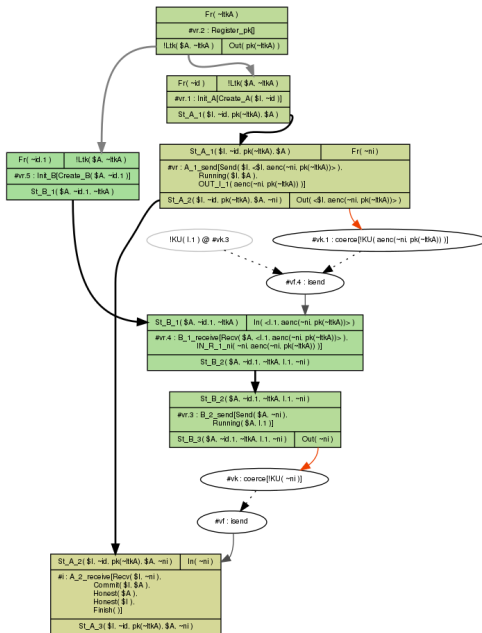 Fr( ~ltkA )
#vr.2 : Register_pk[]
!Ltk( $A, ~ltkA ) Out( pk(~ltkA) )
Fr( ~id ) !Ltk( $A, ~ltkA )
#vr.1 : Init_A[Create_A( $I, ~id )]
St_A_1( $I, ~id, pk(~ltkA), $A )
St_A_1( $I, ~id, pk(~ltkA), $A ) Fr( ~ni )
#vr : A_1_send[Send( $I, <$I, aenc(~ni, pk(~ltkA))> ),
Running( $I, $A ),
OUT_I_1( aenc(~ni, pk(~ltkA)) )]
St_A_2( $I, ~id, pk(~ltkA), $A, ~ni ) Out( <$I, aenc(~ni, pk(~ltkA))> )
Fr( ~id.1 ) !Ltk( $A, ~ltkA )
#vr.5 : Init_B[Create_B( $A, ~id.1 )]
St_B_1( $A, ~id.1, ~ltkA )
!KU( I.1 ) @ #vk.3
#vk.1 : coerce[!KU( aenc(~ni, pk(~ltkA)) )]
#vf.4 : isend
St_B_1( $A, ~id.1, ~ltkA ) In( <I.1, aenc(~ni, pk(~ltkA))> )
#vr.4 : B_1_receive[Recv( $A, <I.1, aenc(~ni, pk(~ltkA))> ),
IN_R_1_ni( ~ni, aenc(~ni, pk(~ltkA)) )]
St_B_2( $A, ~id.1, ~ltkA, I.1, ~ni )
St_B_2( $A, ~id.1, ~ltkA, I.1, ~ni )
#vr.3 : B_2_send[Send( $A, ~ni ),
Running( $A, I.1 )]
St_B_3( $A, ~id.1, ~ltkA, I.1, ~ni ) Out( ~ni )
#vk : coerce[!KU( ~ni )]
#vf : isend
St_A_2( $I, ~id, pk(~ltkA), $A, ~ni ) In( ~ni )
#i : A_2_receive[Recv( $I, ~ni ),
Commit( $I, $A ),
Honest( $A ),
Honest( $I ),
Finish( )]
St_A_3( $I, ~id, pk(~ltkA), $A, ~ni )